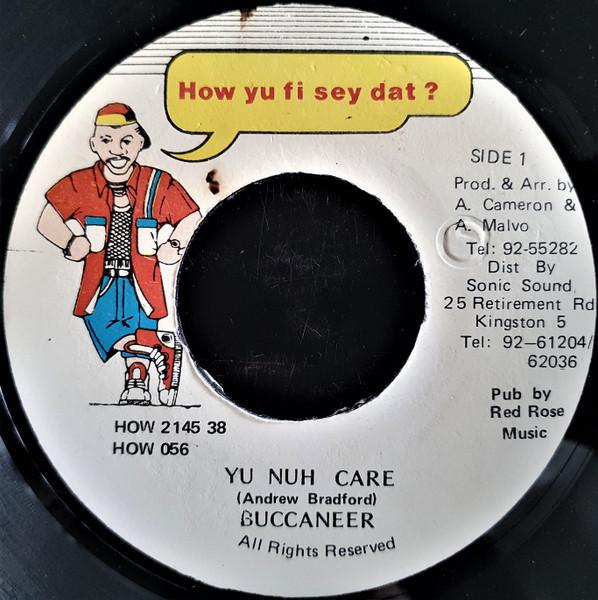 How yu fi sey dat ?
SIDE 1
Prod. & Arr. by
A. Cameron &
A. Malvo
Tel: 92-55282
Dist By
Sonic Sound
25 Retirement Rd
Kingston 5
Tel: 92-61204/
62036
Pub by
Red Rose
Music
HOW 2145 38
HOW 056
YU NUH CARE
(Andrew Bradford)
BUCCANEER
All Rights Reserved